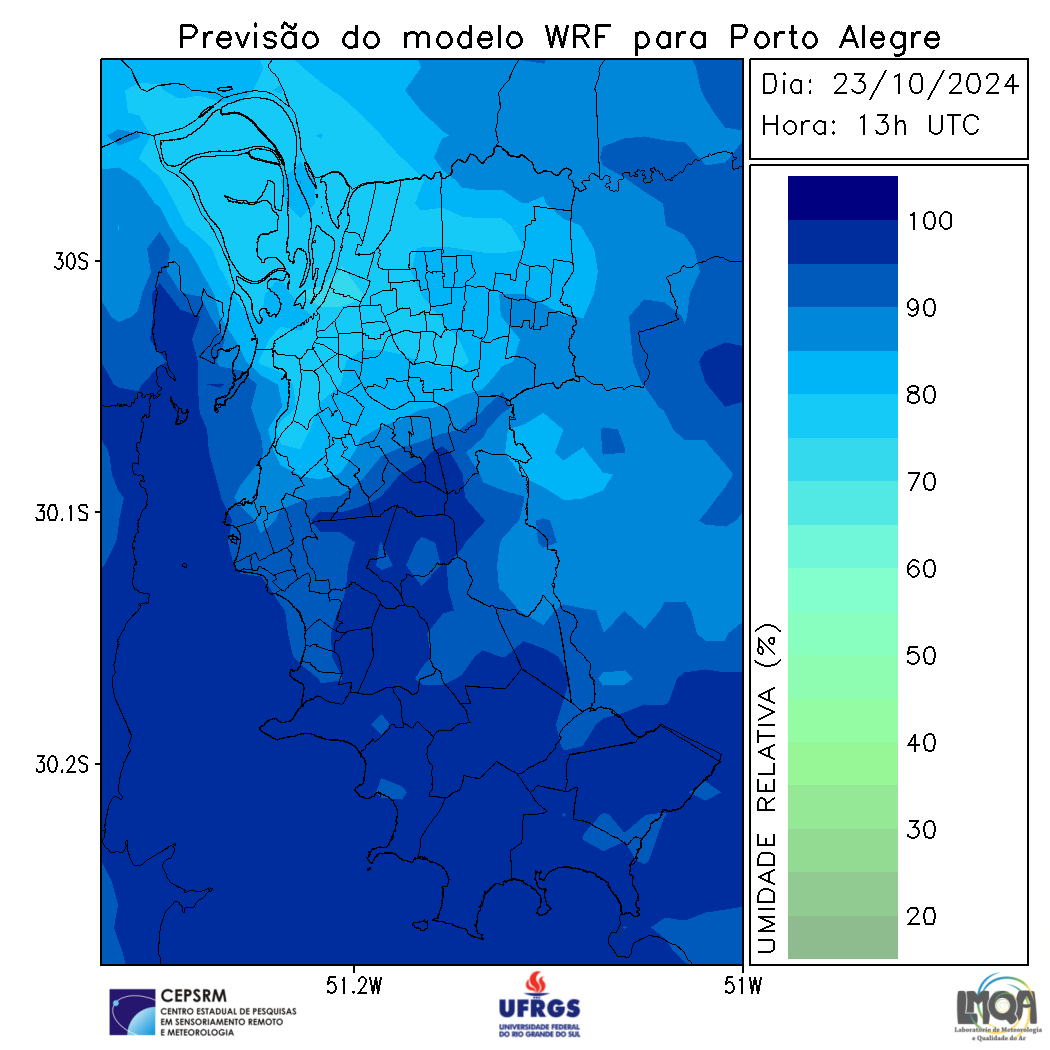 Previsão do modelo WRF para Porto Alegre
Dia: 23/10/2024
Hora: 13h UTC
30S
30.1S
30.2S
51.2W
51W
UMIDADE RELATIVA (%)
100
90
80
70
60
50
40
30
20
CEPSRM
CENTRO ESTADUAL DE PESQUISAS
EM SENSORIAMENTO REMOTO
E METEOROLOGIA
UFRGS
UNIVERSIDADE FEDERAL
DO RIO GRANDE DO SUL
LMQA
Laboratório de Meteorologia
e Qualidade do Ar